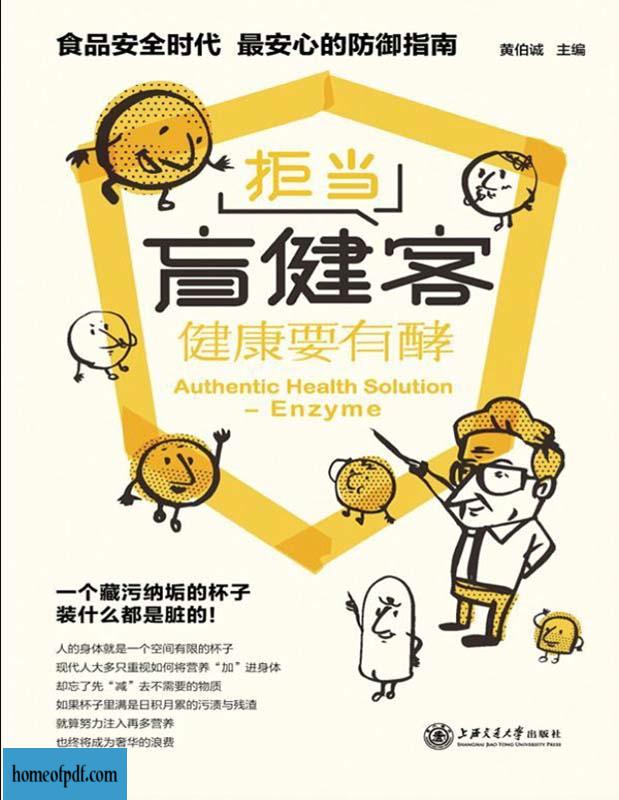 食品安全时代 最安心的防御指南
黄伯诚 主编
拒当
盲健客
健康要有酵
Authentic Health Solution
– Enzyme
一个藏污纳垢的杯子
装什么都是脏的!
人的身体就是一个空间有限的杯子
现代人大多只重视如何将营养“加”进身体
却忘了先“减”去不需要的物质
如果杯子里满是日积月累的污渍与残渣
就算努力注入再多营养
也终将成为奢华的浪费
上海交通大学出版社
SHANGHAI JIAO TONG UNIVERSITY PRESS
homeofpdf.com